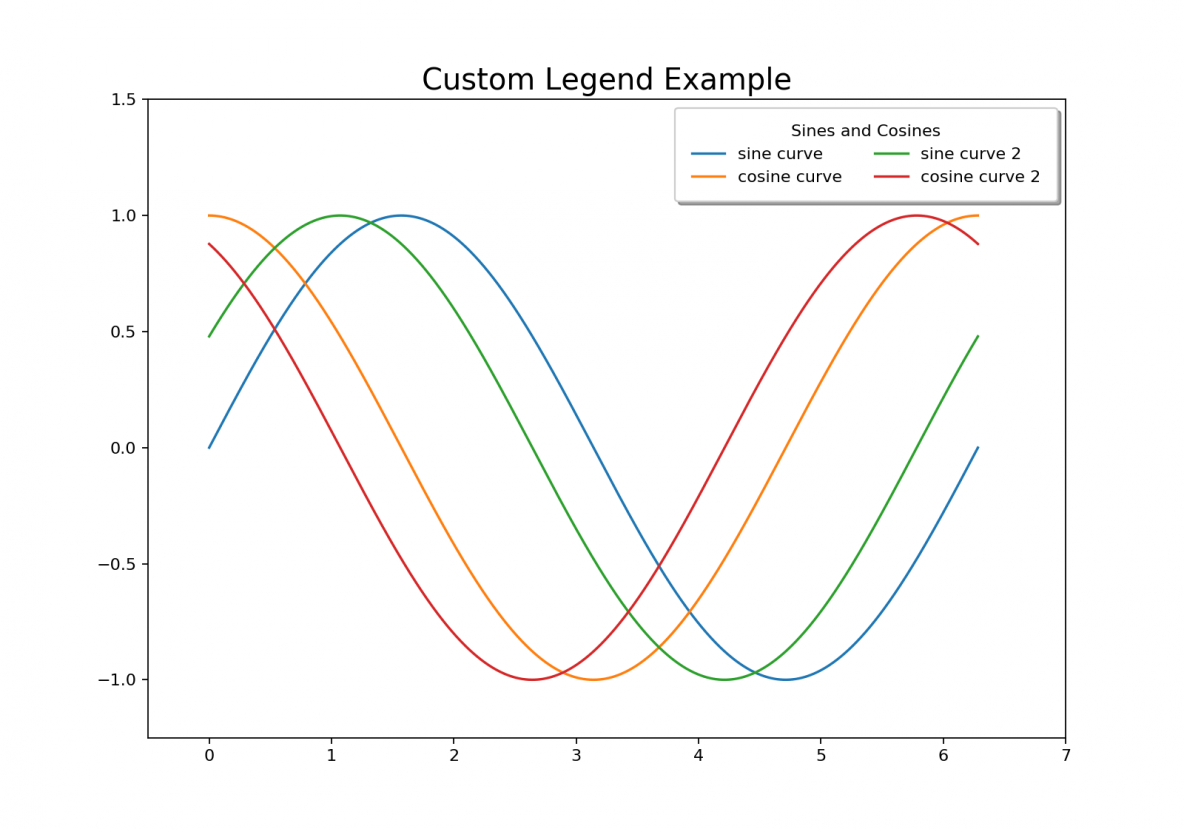 Custom Legend Example
1.5
Sines and Cosines
sine curve sine curve 2
cosine curve cosine curve 2
1.0
0.5
0.0
−0.5
−1.0
0 1 2 3 4 5 6 7